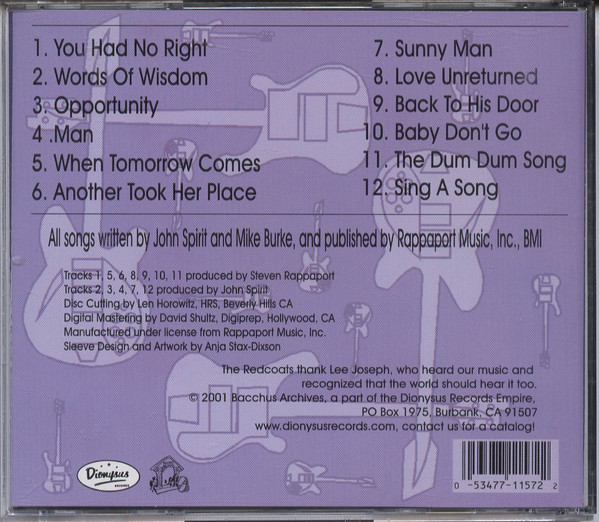 1. You Had No Right
2. Words Of Wisdom
3. Opportunity
4 .Man
5. When Tomorrow Comes
6. Another Took Her Place
7. Sunny Man
8. Love Unreturned
9. Back To His Door
10. Baby Don't Go
11. The Dum Dum Song
12. Sing A Song
All songs written by John Spirit and Mike Burke, and published by Rappaport Music, Inc., BMI
Tracks 1, 5, 6, 8, 9, 10, 11 produced by Steven Rappaport
Tracks 2, 3, 4, 7, 12 produced by John Spirit
Disc Cutting by Len Horowitz, HRS, Beverly Hills CA
Digital Mastering by David Shultz, Digiprep, Hollywood, CA
Manufactured under license from Rappaport Music, Inc.
Sleeve Design and Artwork by Anja Stax-Dixson
The Redcoats thank Lee Joseph, who heard our music and
recognized that the world should hear it too.
© 2001 Bacchus Archives, a part of the Dionysus Records Empire,
PO Box 1975, Burbank, CA 91507
www.dionysusrecords.com, contact us for a catalog!
Dionysus
RECORDS
0 53477-11572 2